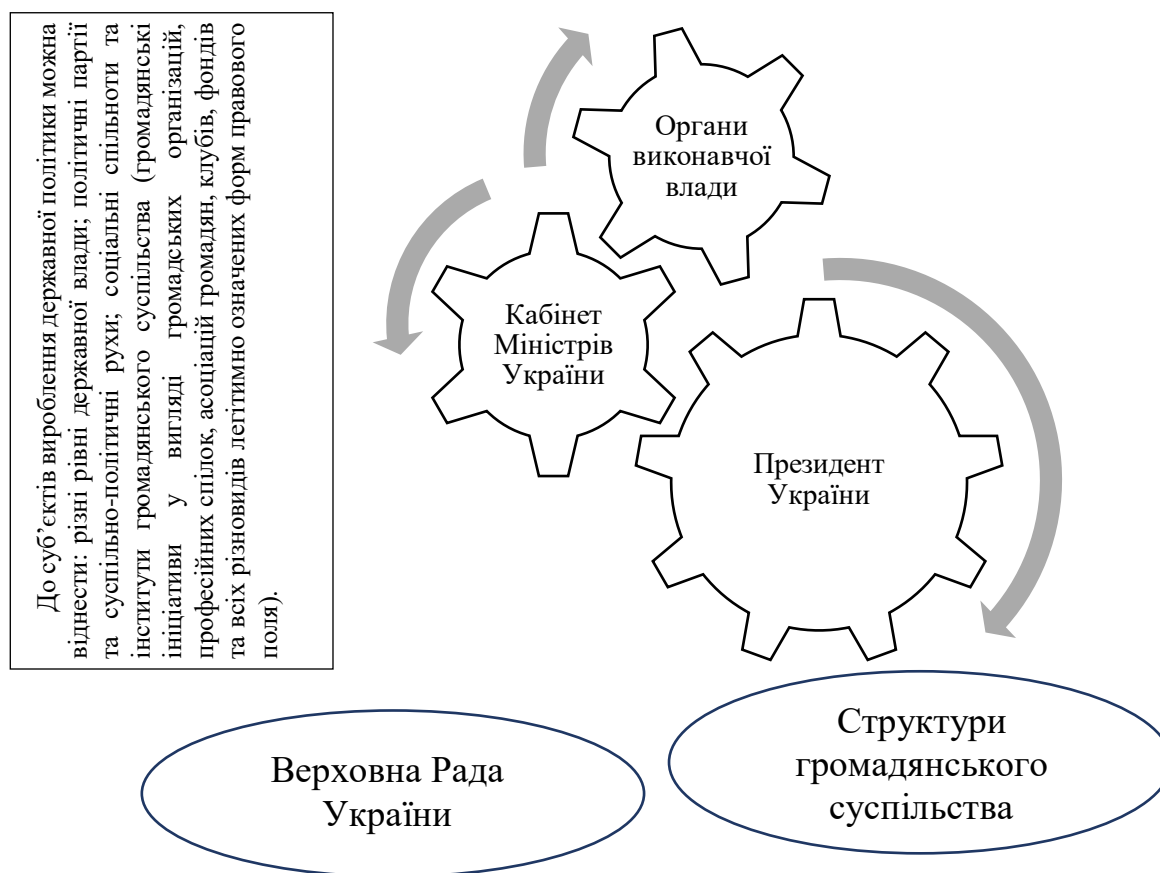 До суб’єктів вироблення державної політики можна
віднести: різні рівні державної влади; політичні партії
та суспільно-політичні рухи; соціальні спільноти та
інститути громадянського суспільства (громадянські
ініціативи у вигляді громадських організацій,
професійних спілок, асоціацій громадян, клубів, фондів
та всіх різновидів легітимно означених форм правового
поля).
Органи
виконавчої
влади
Кабінет
Міністрів
України
Президент
України
Верховна Рада
України
Структури
громадянського
суспільства